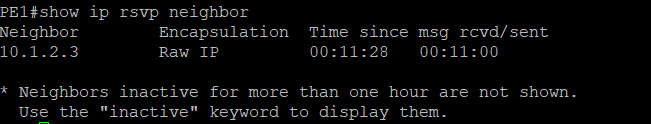 PE1#show ip rsvp neighbor
Neighbor        Encapsulation  Time since msg rcvd/sent
10.1.2.3        Raw IP         00:11:28   00:11:00
* Neighbors inactive for more than one hour are not shown.
  Use the "inactive" keyword to display them.